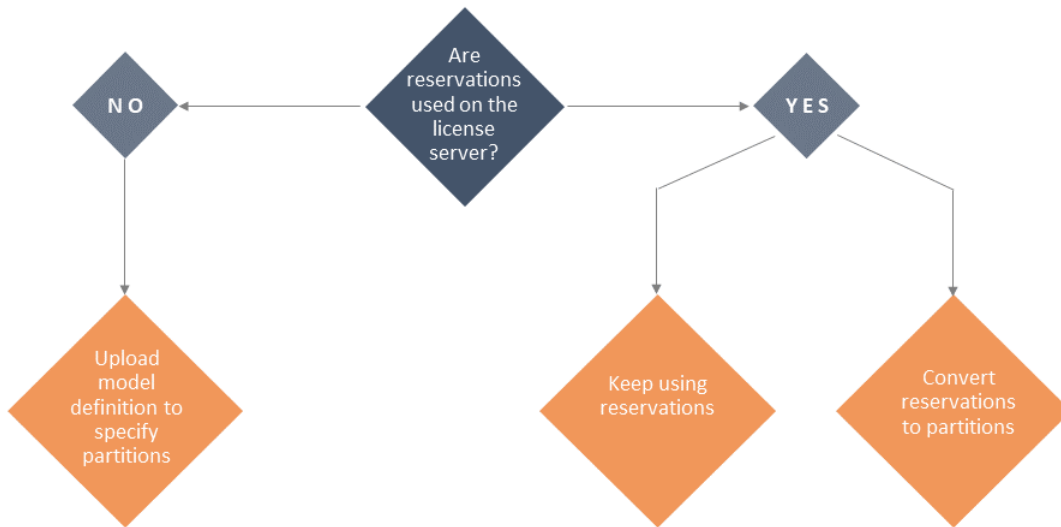 Are
reservations
used on the
license
server?
NO
YES
Upload
model
definition to
specify
partitions
Keep using
reservations
Convert
reservations
to partitions